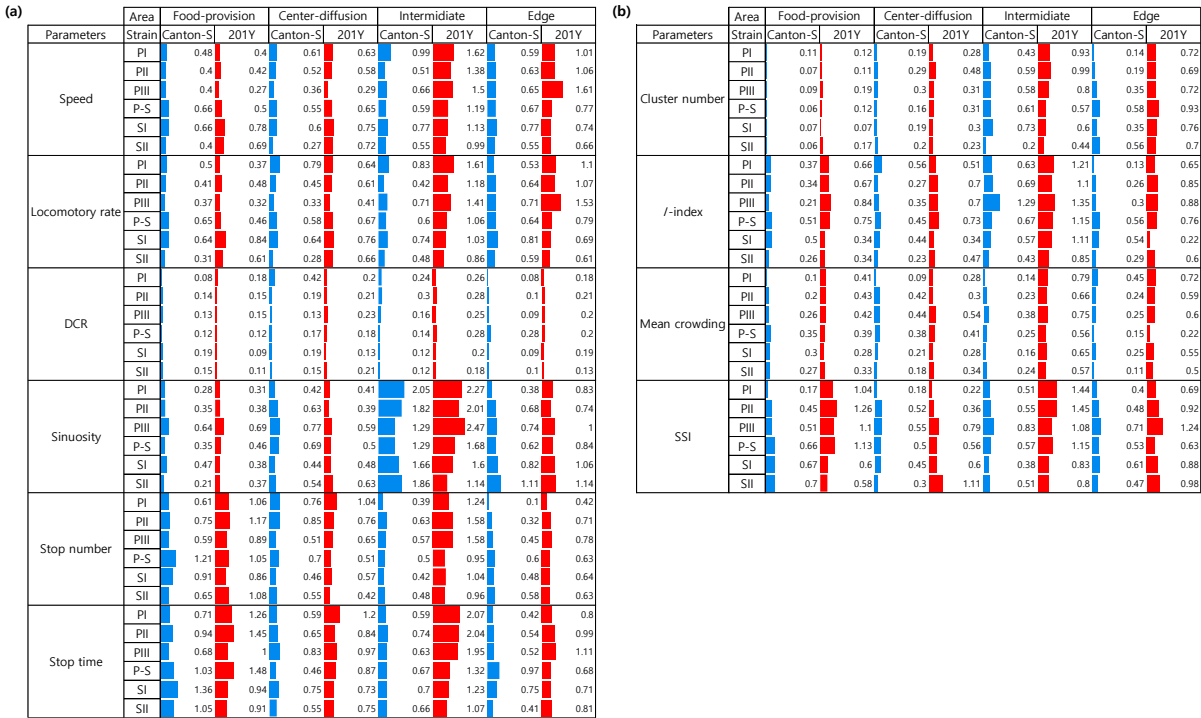 (a)
Area Food-provision Center-diffusion Intermidiate Edge
Parameters Strain Canton-S 201Y Canton-S 201Y Canton-S 201Y Canton-S 201Y
Speed
PI 0.48 0.4 0.61 0.63 0.99 1.62 0.59 1.01
PII 0.4 0.42 0.52 0.58 0.51 1.38 0.63 1.06
PIII 0.4 0.27 0.36 0.29 0.66 1.5 0.65 1.61
P-S 0.66 0.5 0.55 0.65 0.59 1.19 0.67 0.77
SI 0.66 0.78 0.6 0.75 0.77 1.13 0.77 0.74
SII 0.4 0.69 0.27 0.72 0.55 0.99 0.55 0.66
Locomotory rate
PI 0.5 0.37 0.79 0.64 0.83 1.61 0.53 1.1
PII 0.41 0.48 0.45 0.61 0.42 1.18 0.64 1.07
PIII 0.37 0.32 0.33 0.41 0.71 1.41 0.71 1.53
P-S 0.65 0.46 0.58 0.67 0.6 1.06 0.64 0.79
SI 0.64 0.84 0.64 0.76 0.74 1.03 0.81 0.69
SII 0.31 0.61 0.28 0.66 0.48 0.86 0.59 0.61
DCR
PI 0.08 0.18 0.42 0.2 0.24 0.26 0.08 0.18
PII 0.14 0.15 0.19 0.21 0.3 0.28 0.1 0.21
PIII 0.13 0.15 0.13 0.23 0.16 0.25 0.09 0.2
P-S 0.12 0.12 0.17 0.18 0.14 0.28 0.28 0.2
SI 0.19 0.09 0.19 0.13 0.12 0.2 0.09 0.19
SII 0.15 0.11 0.15 0.21 0.12 0.18 0.1 0.13
Sinuosity
PI 0.28 0.31 0.42 0.41 2.05 2.27 0.38 0.83
PII 0.35 0.38 0.63 0.39 1.82 2.01 0.68 0.74
PIII 0.64 0.69 0.77 0.59 1.29 2.47 0.74 1
P-S 0.35 0.46 0.69 0.5 1.29 1.68 0.62 0.84
SI 0.47 0.38 0.44 0.48 1.66 1.6 0.82 1.06
SII 0.21 0.37 0.54 0.63 1.86 1.14 1.11 1.14
Stop number
PI 0.61 1.06 0.76 1.04 0.39 1.24 0.1 0.42
PII 0.75 1.17 0.85 0.76 0.63 1.58 0.32 0.71
PIII 0.59 0.89 0.51 0.65 0.57 1.58 0.45 0.78
P-S 1.21 1.05 0.7 0.51 0.5 0.95 0.6 0.63
SI 0.91 0.86 0.46 0.57 0.42 1.04 0.48 0.64
SII 0.65 1.08 0.55 0.42 0.48 0.96 0.58 0.63
Stop time
PI 0.71 1.26 0.59 1.2 0.59 2.07 0.42 0.8
PII 0.94 1.45 0.65 0.84 0.74 2.04 0.54 0.99
PIII 0.68 1 0.83 0.97 0.63 1.95 0.52 1.11
P-S 1.03 1.48 0.46 0.87 0.67 1.32 0.97 0.68
SI 1.36 0.94 0.75 0.73 0.7 1.23 0.75 0.71
SII 1.05 0.91 0.55 0.75 0.66 1.07 0.41 0.81
(b)
Area Food-provision Center-diffusion Intermidiate Edge
Parameters Strain Canton-S 201Y Canton-S 201Y Canton-S 201Y Canton-S 201Y
Cluster number
PI 0.11 0.12 0.19 0.28 0.43 0.93 0.14 0.72
PII 0.07 0.11 0.29 0.48 0.59 0.99 0.19 0.69
PIII 0.09 0.19 0.3 0.31 0.58 0.8 0.35 0.72
P-S 0.06 0.12 0.16 0.31 0.61 0.57 0.58 0.93
SI 0.07 0.07 0.19 0.3 0.73 0.6 0.35 0.76
SII 0.06 0.17 0.2 0.23 0.2 0.44 0.56 0.7
I-index
PI 0.37 0.66 0.56 0.51 0.63 1.21 0.13 0.65
PII 0.34 0.67 0.27 0.7 0.69 1.1 0.26 0.85
PIII 0.21 0.84 0.35 0.7 1.29 1.35 0.3 0.88
P-S 0.51 0.75 0.45 0.73 0.67 1.15 0.56 0.76
SI 0.5 0.34 0.44 0.34 0.57 1.11 0.54 0.22
SII 0.26 0.34 0.23 0.47 0.43 0.85 0.29 0.6
Mean crowding
PI 0.1 0.41 0.09 0.28 0.14 0.79 0.45 0.72
PII 0.2 0.43 0.42 0.3 0.23 0.66 0.24 0.59
PIII 0.26 0.42 0.44 0.54 0.38 0.75 0.25 0.6
P-S 0.35 0.39 0.38 0.41 0.25 0.56 0.15 0.22
SI 0.3 0.28 0.21 0.28 0.16 0.65 0.25 0.55
SII 0.27 0.33 0.18 0.34 0.22 0.57 0.11 0.5
SSI
PI 0.17 1.04 0.18 0.22 0.51 1.44 0.4 0.69
PII 0.45 1.26 0.52 0.36 0.55 1.45 0.48 0.92
PIII 0.51 1.1 0.55 0.79 0.83 1.08 0.71 1.24
P-S 0.66 1.13 0.5 0.56 0.57 1.15 0.53 0.63
SI 0.67 0.6 0.45 0.6 0.38 0.83 0.61 0.88
SII 0.7 0.58 0.3 1.11 0.51 0.8 0.47 0.98